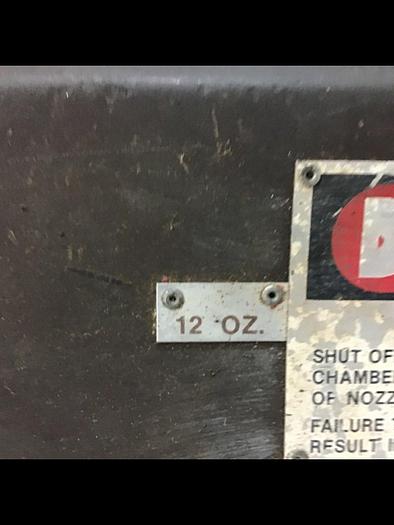 12 OZ.
D
SHUT OF
CHAMBE
OF NOZZ
FAILURE
RESULT I